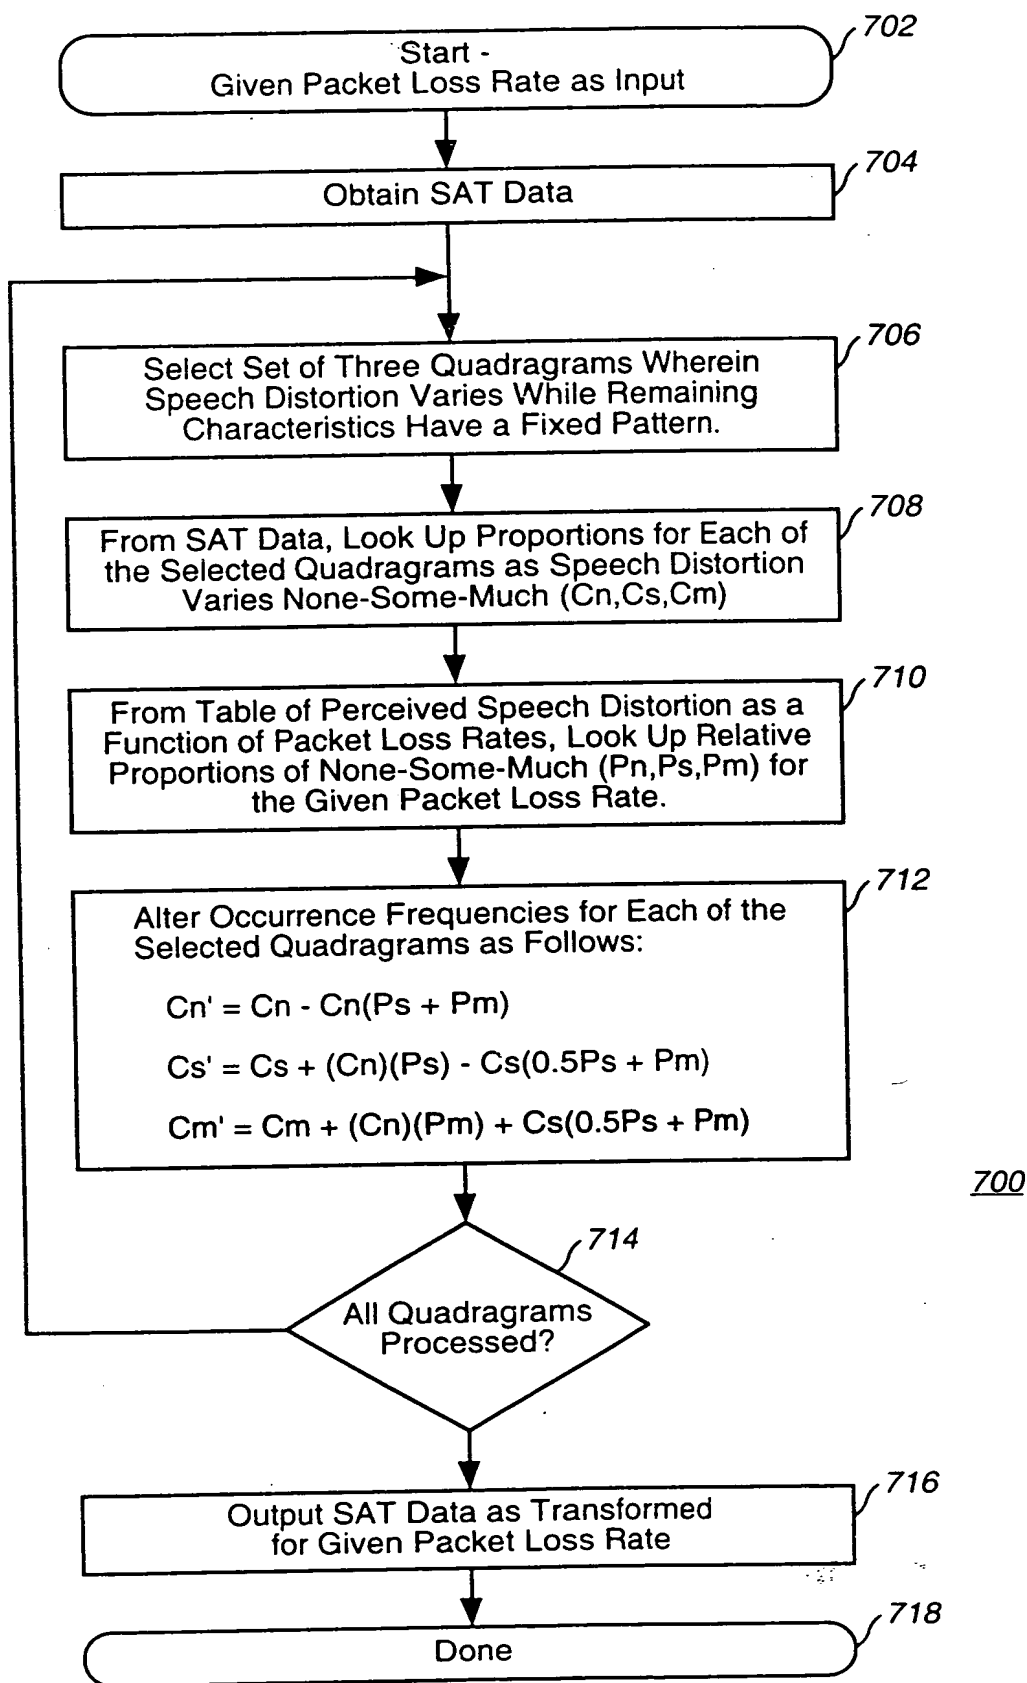 702
Start -
Given Packet Loss Rate as Input
704
Obtain SAT Data
706
Select Set of Three Quadragrams Wherein
Speech Distortion Varies While Remaining
Characteristics Have a Fixed Pattern.
708
From SAT Data, Look Up Proportions for Each of
the Selected Quadragrams as Speech Distortion
Varies None-Some-Much (Cn,Cs,Cm)
710
From Table of Perceived Speech Distortion as a
Function of Packet Loss Rates, Look Up Relative
Proportions of None-Some-Much (Pn,Ps,Pm) for
the Given Packet Loss Rate.
712
Alter Occurrence Frequencies for Each of the
Selected Quadragrams as Follows:
Cn' = Cn - Cn(Ps + Pm)
Cs' = Cs + (Cn)(Ps) - Cs(0.5Ps + Pm)
Cm' = Cm + (Cn)(Pm) + Cs(0.5Ps + Pm)
700
714
All Quadragrams
Processed?
716
Output SAT Data as Transformed
for Given Packet Loss Rate
718
Done